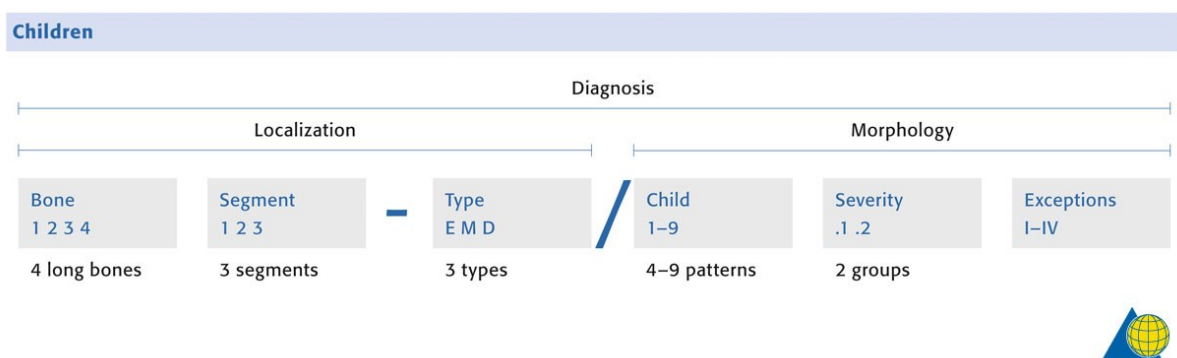 Children
Diagnosis
Localization Morphology
Bone Segment - Type / Child Severity Exceptions
1 2 3 4 1 2 3 E M D 1–9 .1 .2 I–IV
4 long bones 3 segments 3 types 4–9 patterns 2 groups